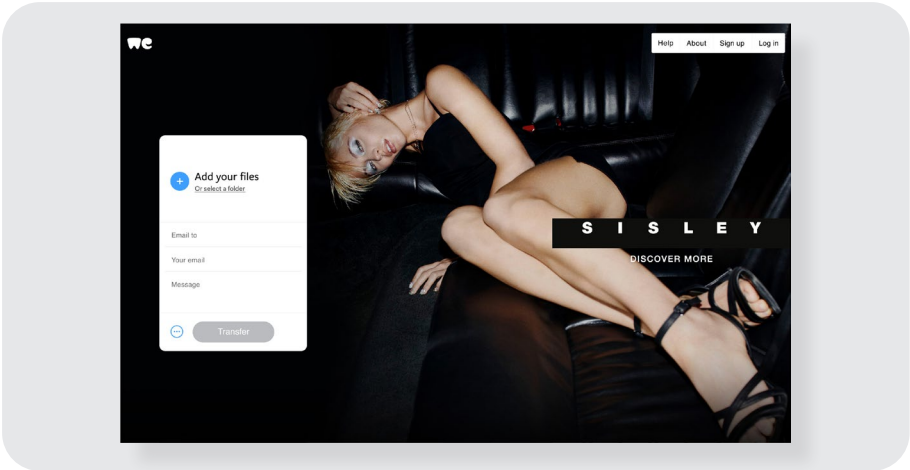 we
Help About Sign up Log in
Add your files
Or select a folder
Email to
Your email
Message
Transfer
SISLEY
DISCOVER MORE